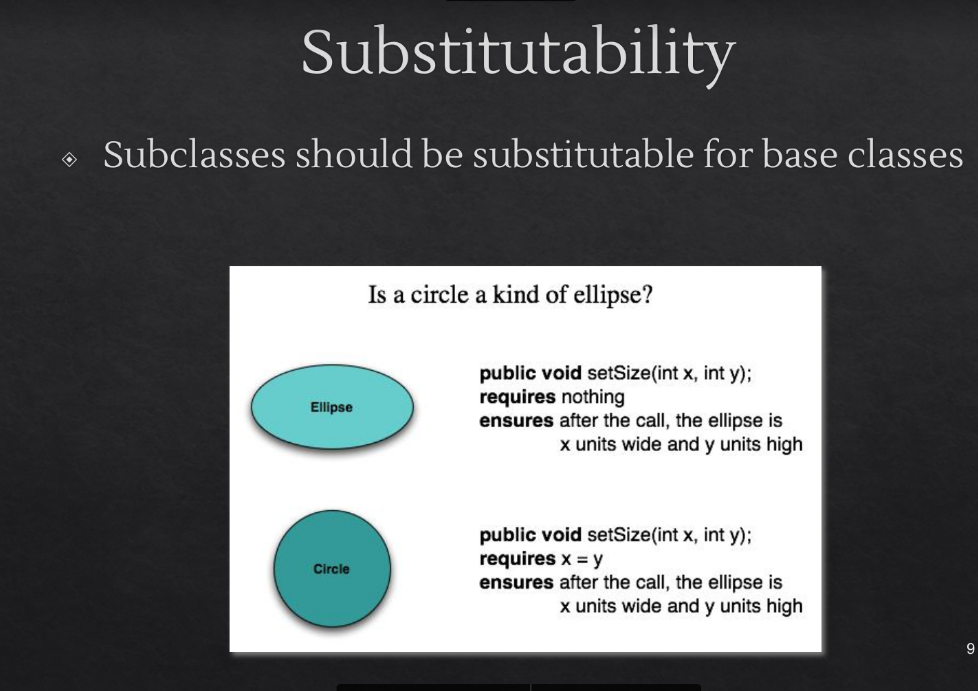 Substitutability
Subclasses should be substitutable for base classes
Is a circle a kind of ellipse?
Ellipse
public void setSize(int x, int y);
requires nothing
ensures after the call, the ellipse is
x units wide and y units high
Circle
public void setSize(int x, int y);
requires x = y
ensures after the call, the ellipse is
x units wide and y units high
9